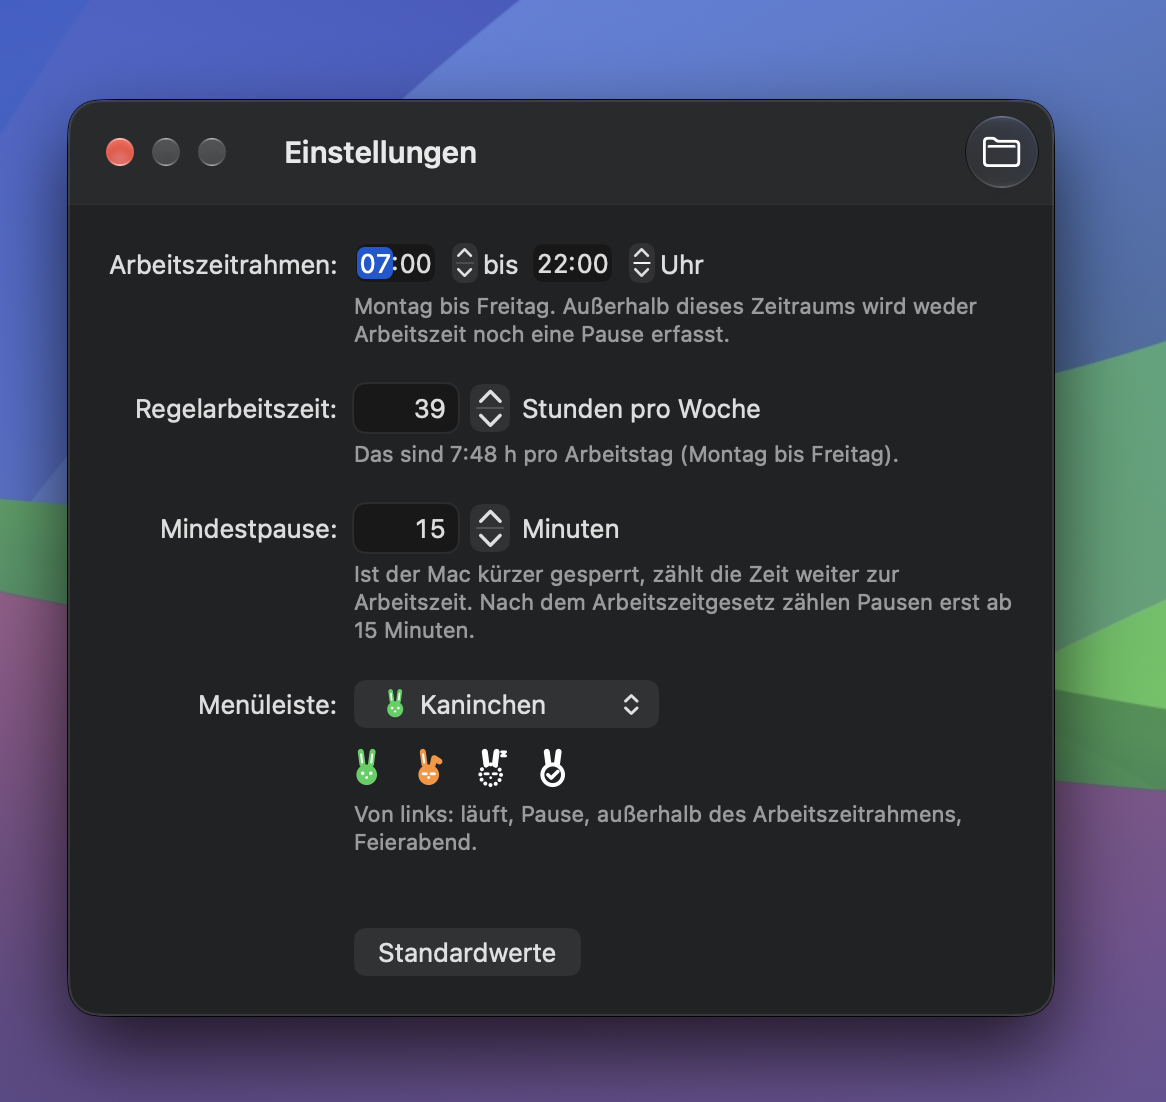 Einstellungen
Arbeitszeitrahmen: 07:00 bis 22:00 Uhr
Montag bis Freitag. Außerhalb dieses Zeitraums wird weder
Arbeitszeit noch eine Pause erfasst.
Regelarbeitszeit: 39 Stunden pro Woche
Das sind 7:48 h pro Arbeitstag (Montag bis Freitag).
Mindestpause: 15 Minuten
Ist der Mac kürzer gesperrt, zählt die Zeit weiter zur
Arbeitszeit. Nach dem Arbeitszeitgesetz zählen Pausen erst ab
15 Minuten.
Menüleiste: Kaninchen
Von links: läuft, Pause, außerhalb des Arbeitszeitrahmens,
Feierabend.
Standardwerte